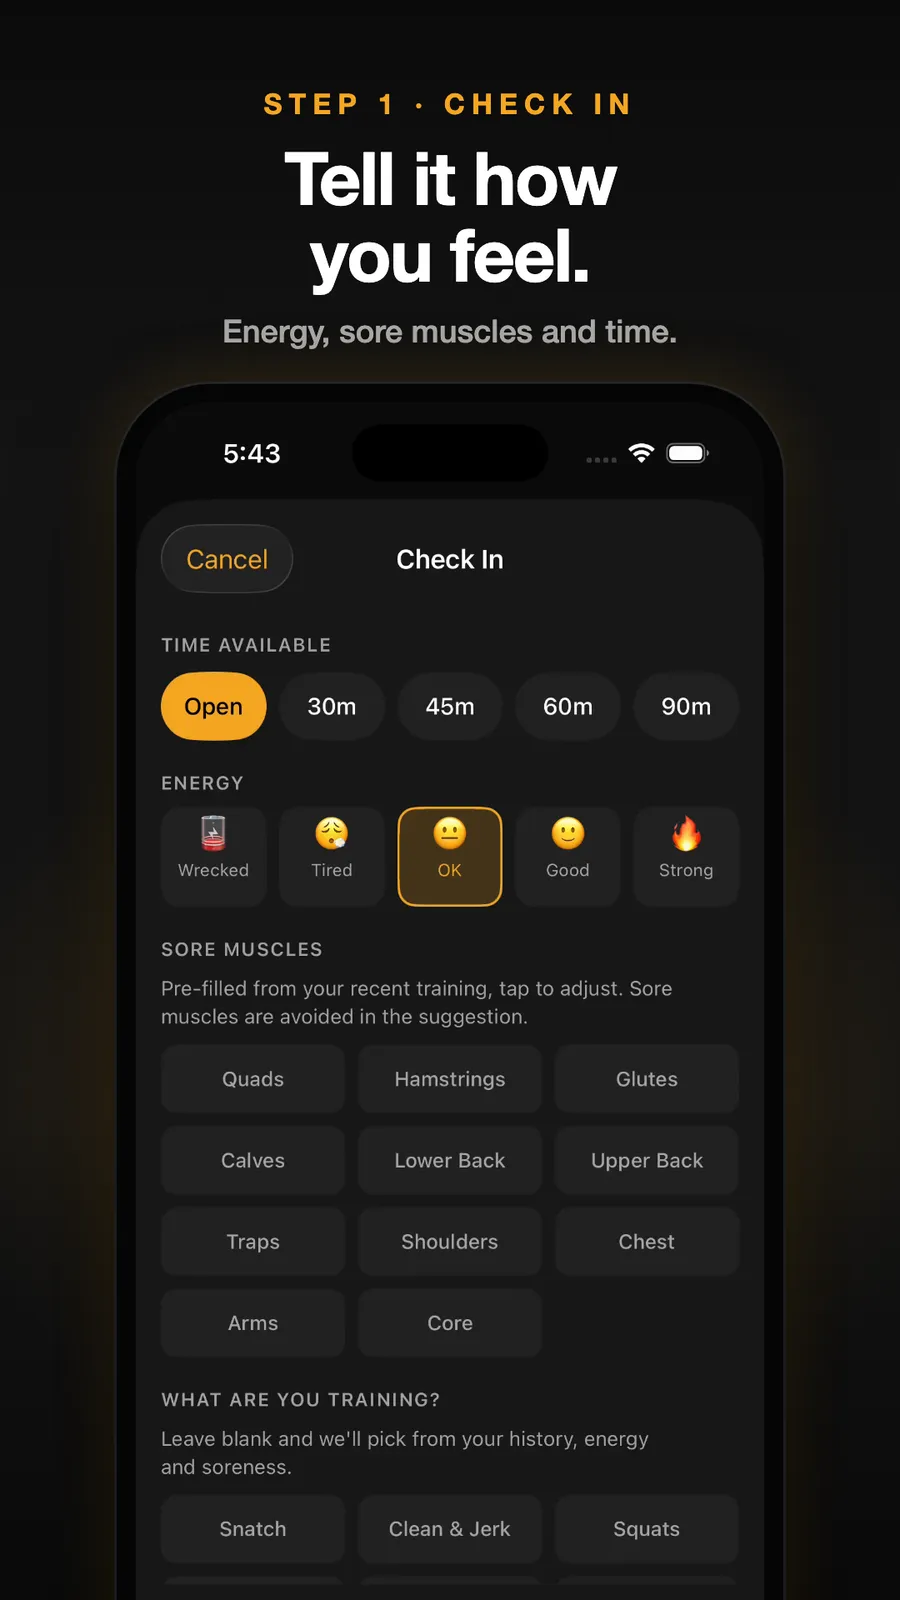 STEP 1 · CHECK IN
Tell it how
you feel.
Energy, sore muscles and time.
5:43
Cancel
Check In
TIME AVAILABLE
Open
30m
45m
60m
90m
ENERGY
Wrecked
Tired
OK
Good
Strong
SORE MUSCLES
Pre-filled from your recent training, tap to adjust. Sore
muscles are avoided in the suggestion.
Quads
Hamstrings
Glutes
Calves
Lower Back
Upper Back
Traps
Shoulders
Chest
Arms
Core
WHAT ARE YOU TRAINING?
Leave blank and we'll pick from your history, energy
and soreness.
Snatch
Clean & Jerk
Squats